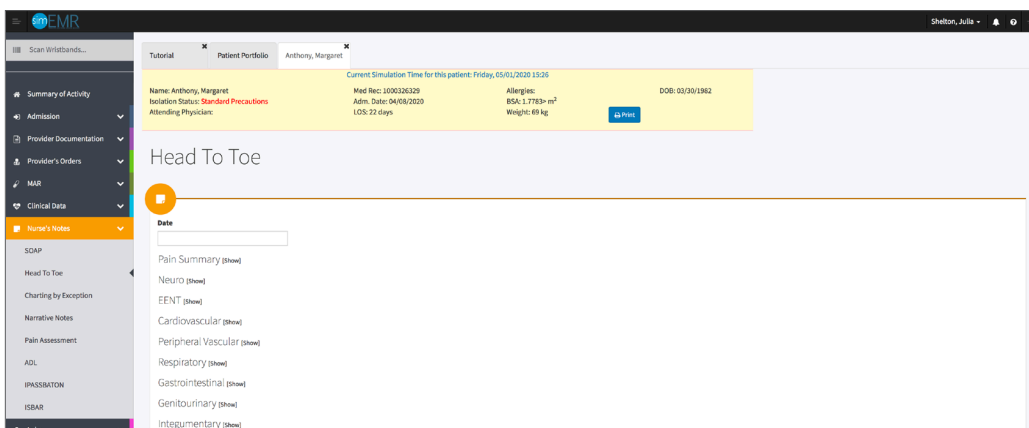 simEMR
Shelton, Julia
Scan Wristbands...
Tutorial
Patient Portfolio
Anthony, Margaret
Current Simulation Time for this patient: Friday, 05/01/2020 15:26
Name: Anthony, Margaret
Med Rec: 1000326329
Allergies:
DOB: 03/30/1982
Isolation Status: Standard Precautions
Adm. Date: 04/08/2020
BSA: 1.7783> m²
Attending Physician:
LOS: 22 days
Weight: 69 kg
Print
Summary of Activity
Admission
Provider Documentation
Provider's Orders
MAR
Clinical Data
Nurse's Notes
SOAP
Head To Toe
Charting by Exception
Narrative Notes
Pain Assessment
ADL
IPASSBATON
ISBAR
Head To Toe
Date
Pain Summary [Show]
Neuro [Show]
EENT [Show]
Cardiovascular [Show]
Peripheral Vascular [Show]
Respiratory [Show]
Gastrointestinal [Show]
Genitourinary [Show]
Integumentary [Show]